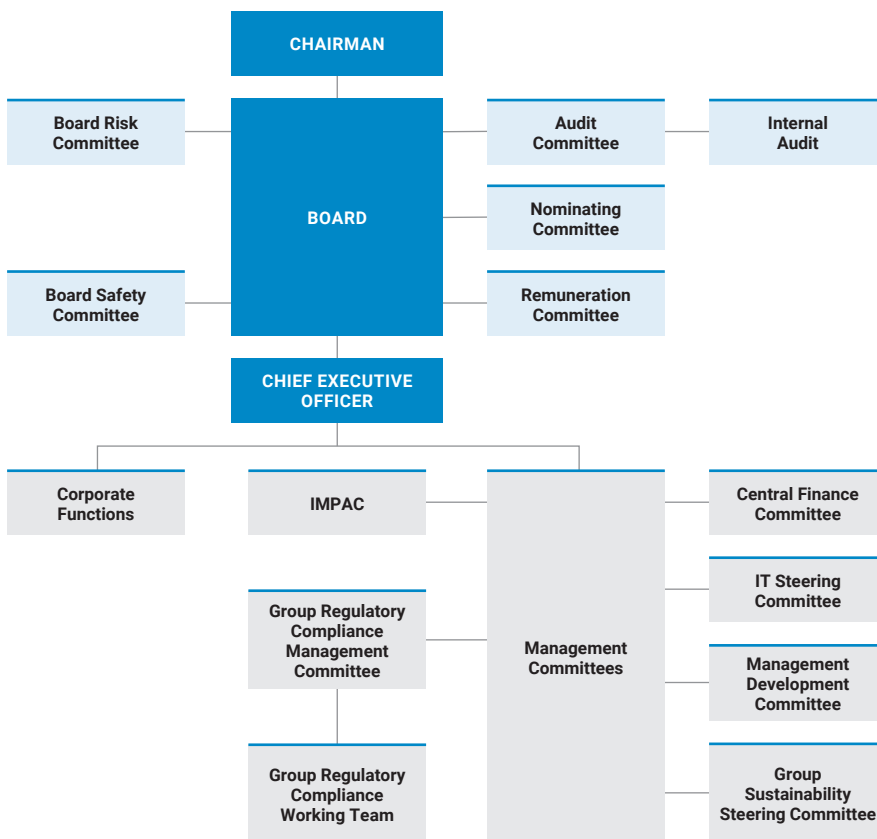 CHAIRMAN
Board Risk
Committee
Audit
Committee
Internal
Audit
BOARD
Nominating
Committee
Board Safety
Committee
Remuneration
Committee
CHIEF EXECUTIVE
OFFICER
Corporate
Functions
IMPAC
Central Finance
Committee
IT Steering
Committee
Group Regulatory
Compliance
Management
Committee
Management
Committees
Management
Development
Committee
Group Regulatory
Compliance
Working Team
Group
Sustainability
Steering Committee